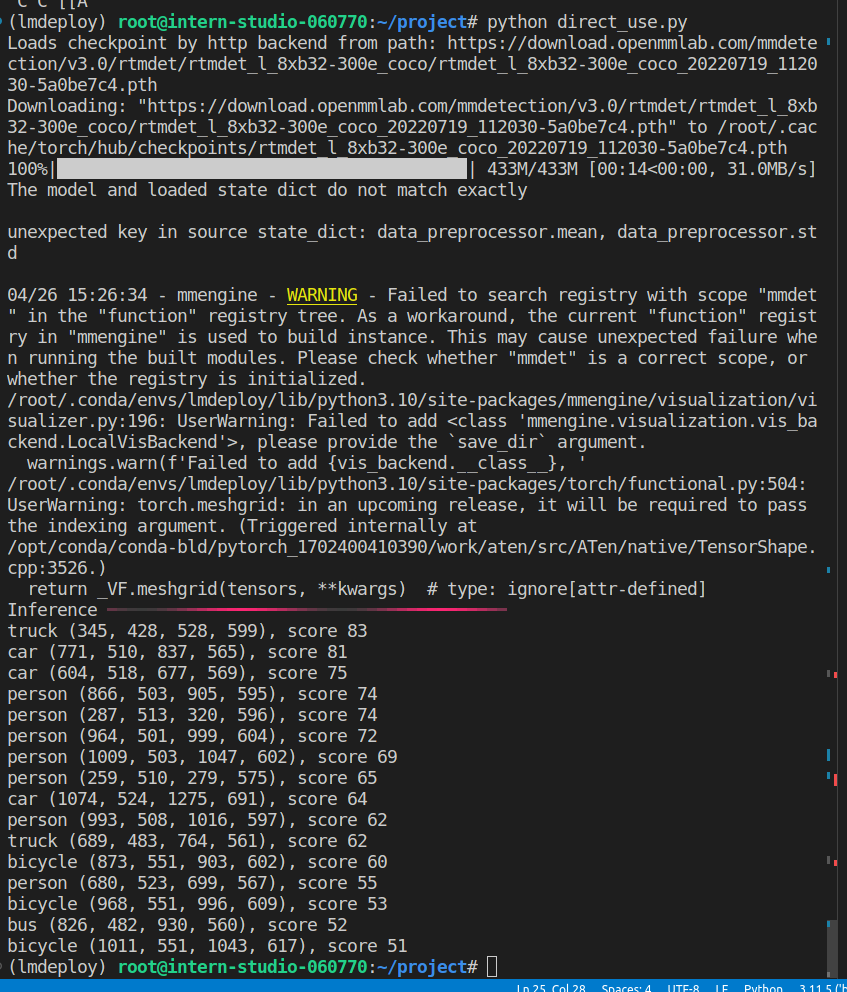 (lmdeploy) root@intern-studio-060770:~/project# python direct_use.py
Loads checkpoint by http backend from path: https://download.openmmlab.com/mmdete
ction/v3.0/rtmdet/rtmdet_l_8xb32-300e_coco/rtmdet_l_8xb32-300e_coco_20220719_1120
30-5a0be7c4.pth
Downloading: "https://download.openmmlab.com/mmdetection/v3.0/rtmdet/rtmdet_l_8xb
32-300e_coco/rtmdet_l_8xb32-300e_coco_20220719_112030-5a0be7c4.pth" to /root/.cac
he/torch/hub/checkpoints/rtmdet_l_8xb32-300e_coco_20220719_112030-5a0be7c4.pth
100%| | 433M/433M [00:14<00:00, 31.0MB/s]
The model and loaded state dict do not match exactly
unexpected key in source state_dict: data_preprocessor.mean, data_preprocessor.st
d
04/26 15:26:34 - mmengine - WARNING - Failed to search registry with scope "mmdet
" in the "function" registry tree. As a workaround, the current "function" regist
ry in "mmengine" is used to build instance. This may cause unexpected failure whe
n running the built modules. Please check whether "mmdet" is a correct scope, or
whether the registry is initialized.
/root/.conda/envs/lmdeploy/lib/python3.10/site-packages/mmengine/visualization/vi
sualizer.py:196: UserWarning: Failed to add <class 'mmengine.visualization.vis_ba
ckend.LocalVisBackend'>, please provide the `save_dir` argument.
  warnings.warn(f'Failed to add {vis_backend.__class__}, '
/root/.conda/envs/lmdeploy/lib/python3.10/site-packages/torch/functional.py:504:
UserWarning: torch.meshgrid: in an upcoming release, it will be required to pass
the indexing argument. (Triggered internally at
/opt/conda/conda-bld/pytorch_1702400410390/work/aten/src/ATen/native/TensorShape.
cpp:3526.)
  return _VF.meshgrid(tensors, **kwargs)  # type: ignore[attr-defined]
Inference
truck (345, 428, 528, 599), score 83
car (771, 510, 837, 565), score 81
car (604, 518, 677, 569), score 75
person (866, 503, 905, 595), score 74
person (287, 513, 320, 596), score 74
person (964, 501, 999, 604), score 72
person (1009, 503, 1047, 602), score 69
person (259, 510, 279, 575), score 65
car (1074, 524, 1275, 691), score 64
person (993, 508, 1016, 597), score 62
truck (689, 483, 764, 561), score 62
bicycle (873, 551, 903, 602), score 60
person (680, 523, 699, 567), score 55
bicycle (968, 551, 996, 609), score 53
bus (826, 482, 930, 560), score 52
bicycle (1011, 551, 1043, 617), score 51
(lmdeploy) root@intern-studio-060770:~/project#
Ln 25, Col 28 Spaces: 4 UTF-8 LF Python 3.11.5